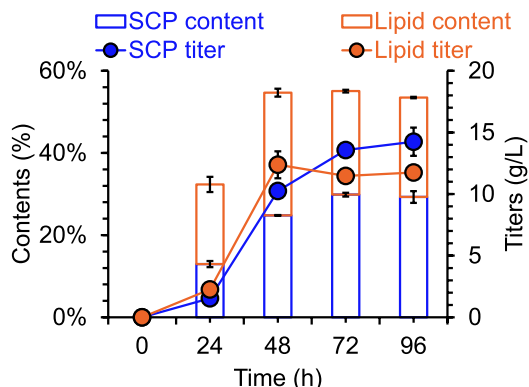 SCP content Lipid content
SCP titer Lipid titer
60% 20
15
40%
10
20%
5
0% 0
0 24 48 72 96
Time (h)
Contents (%)
Titers (g/L)